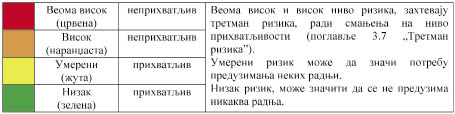 Веома висок
(црвена)
неприхватљив
Висок
(наранџаста)
неприхватљив
Умерени
(жута)
прихватљив
Низак
(зелена)
прихватљив
Веома висок и висок ниво ризика, захтевају
третман ризика, ради смањења на ниво
прихватљивости (поглавље 3.7 „Третман
ризика”).
Умерени ризик може да значи потребу
предузимања неких радњи.
Низак ризик, може значити да се не предузима
никаква радња.